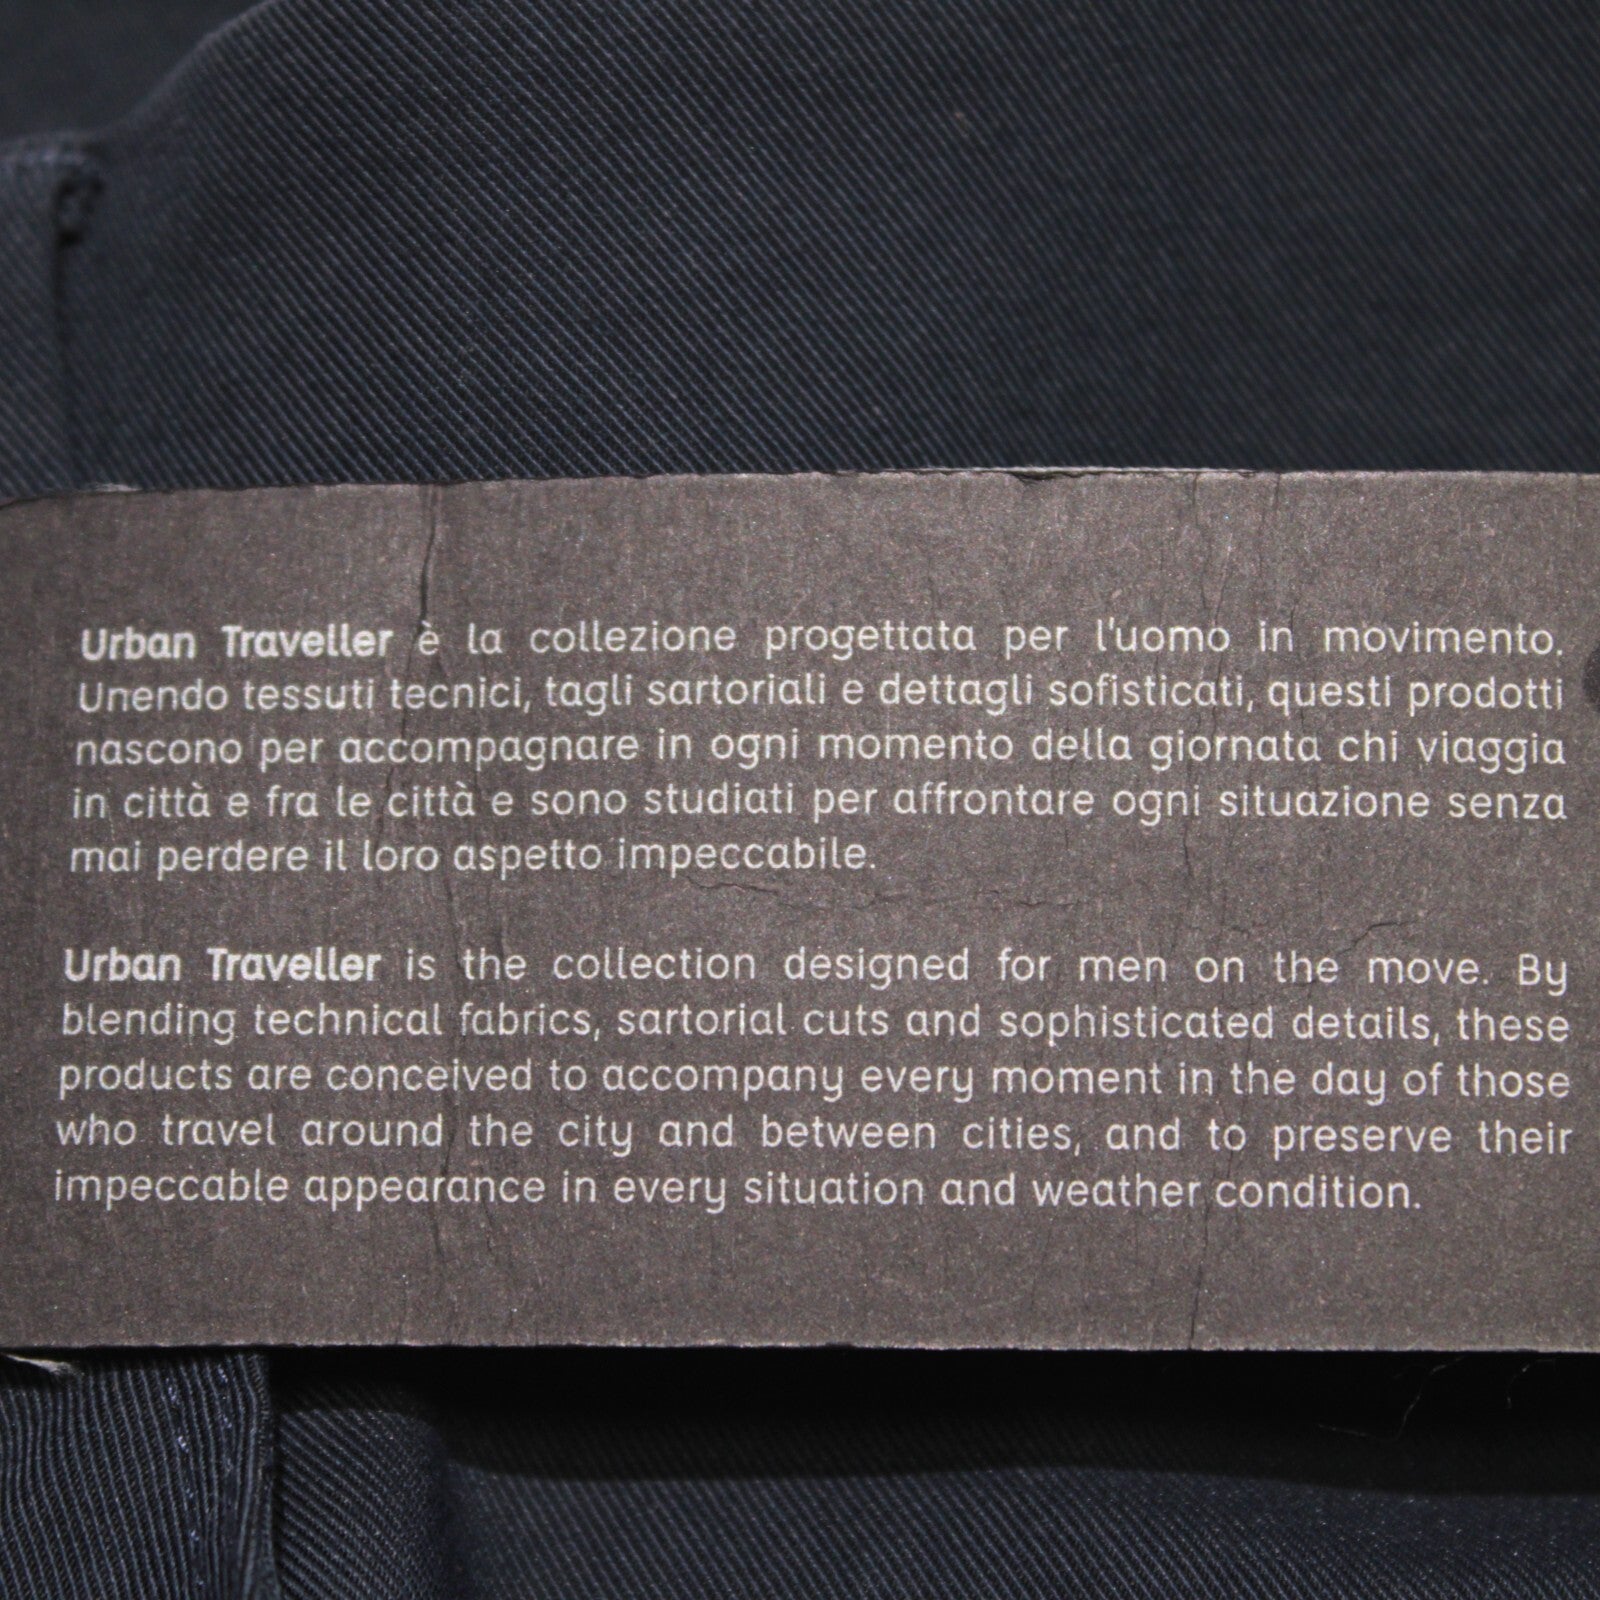 Urban Traveller è la collezione progettata per l'uomo in movimento.
Unendo tessuti tecnici, tagli sartoriali e dettagli sofisticati, questi prodotti
nascono per accompagnare in ogni momento della giornata chi viaggia
in città e fra le città e sono studiati per affrontare ogni situazione senza
mai perdere il loro aspetto impeccabile.
Urban Traveller is the collection designed for men on the move. By
blending technical fabrics, sartorial cuts and sophisticated details, these
products are conceived to accompany every moment in the day of those
who travel around the city and between cities, and to preserve their
impeccable appearance in every situation and weather condition.